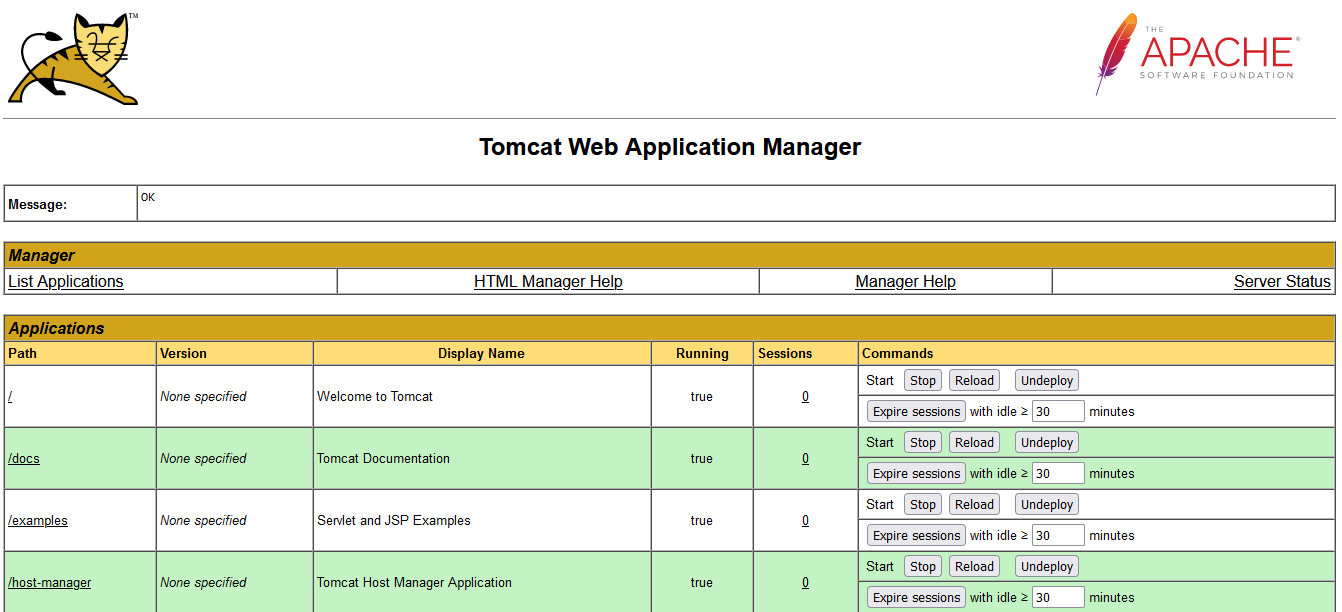 TM
THE
APACHE®
SOFTWARE FOUNDATION
Tomcat Web Application Manager
Message: OK
Manager
List Applications HTML Manager Help Manager Help Server Status
Applications
Path Version Display Name Running Sessions Commands
/ None specified Welcome to Tomcat true 0 Start Stop Reload Undeploy
Expire sessions with idle ≥ 30 minutes
/docs None specified Tomcat Documentation true 0 Start Stop Reload Undeploy
Expire sessions with idle ≥ 30 minutes
/examples None specified Servlet and JSP Examples true 0 Start Stop Reload Undeploy
Expire sessions with idle ≥ 30 minutes
/host-manager None specified Tomcat Host Manager Application true 0 Start Stop Reload Undeploy
Expire sessions with idle ≥ 30 minutes